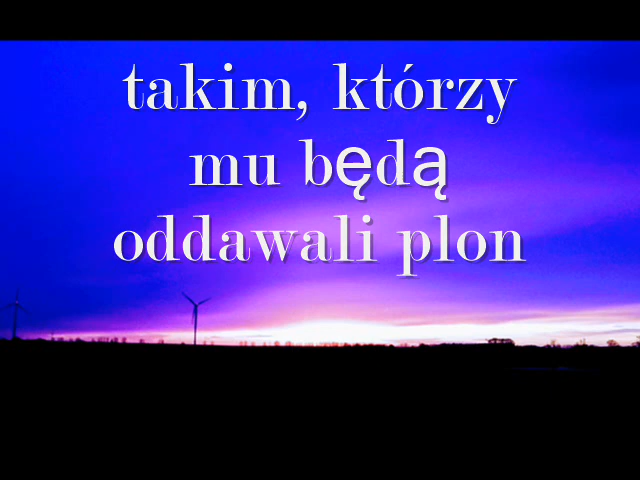 takim, którzy
mu będą
oddawali plon